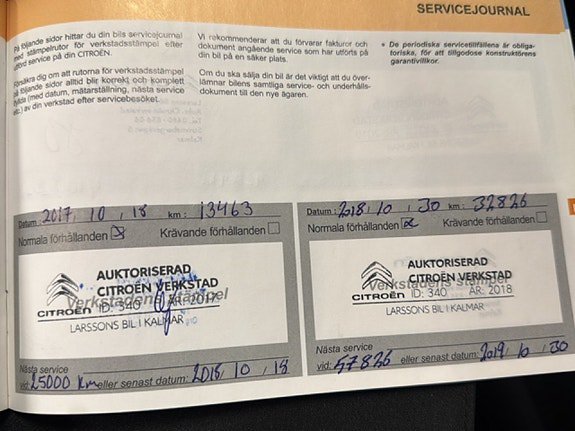 SERVICEJOURNAL
På följande sidor hittar du din bils servicejournal
med stämpelrutor för verkstadsstämpel efter
utförd service på din CITROËN.
Försäkra dig om att rutorna för verkstadsstämpel
på följande sidor alltid blir korrekt och komplett
ifyllda (med datum, mätarställning, nästa service
etc.) av din verkstad efter servicebesöket.
Vi rekommenderar att du förvarar fakturor och
dokument angående service som har utförts på
din bil på en säker plats.
Om du ska sälja din bil är det viktigt att du över-
lämnar bilens samtliga service- och underhålls-
dokument till den nye ägaren.
De periodiska servicetillfällena är obliga-
toriska, för att tillgodose konstruktörens
garantivillkor.
Datum: 2017, 10, 18 km: 13463
Normala förhållanden Krävande förhållanden
AUKTORISERAD
CITROËN VERKSTAD
Verkstadens stämpel
CITROËN ID: 340 ÅR: 2017
LARSSONS BIL I KALMAR
Nästa service
vid: 25000 km eller senast datum: 2018, 10, 18
Datum: 2018, 10, 30 km: 32826
Normala förhållanden Krävande förhållanden
AUKTORISERAD
CITROËN VERKSTAD
Verkstadens stämpel
CITROËN ID: 340 ÅR: 2018
LARSSONS BIL I KALMAR
Nästa service
vid: 57826 eller senast datum: 2019, 10, 30